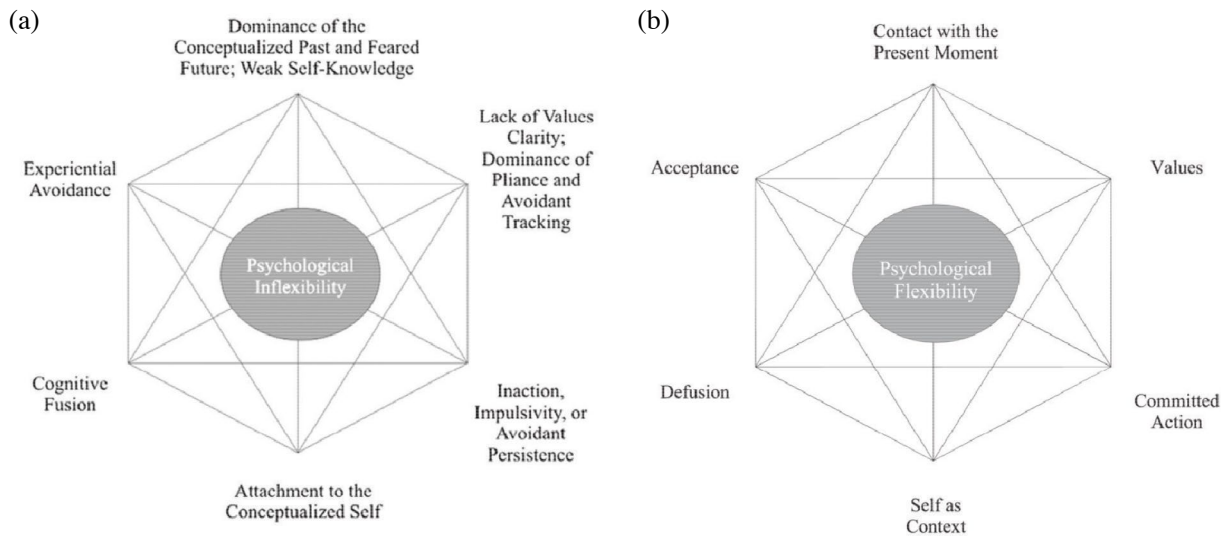 (a)
Dominance of the
Conceptualized Past and Feared
Future; Weak Self-Knowledge
Experiential
Avoidance
Lack of Values
Clarity;
Dominance of
Pliance and
Avoidant
Tracking
Psychological
Inflexibility
Cognitive
Fusion
Inaction,
Impulsivity, or
Avoidant
Persistence
Attachment to the
Conceptualized Self
(b)
Contact with the
Present Moment
Acceptance
Values
Psychological
Flexibility
Defusion
Committed
Action
Self as
Context